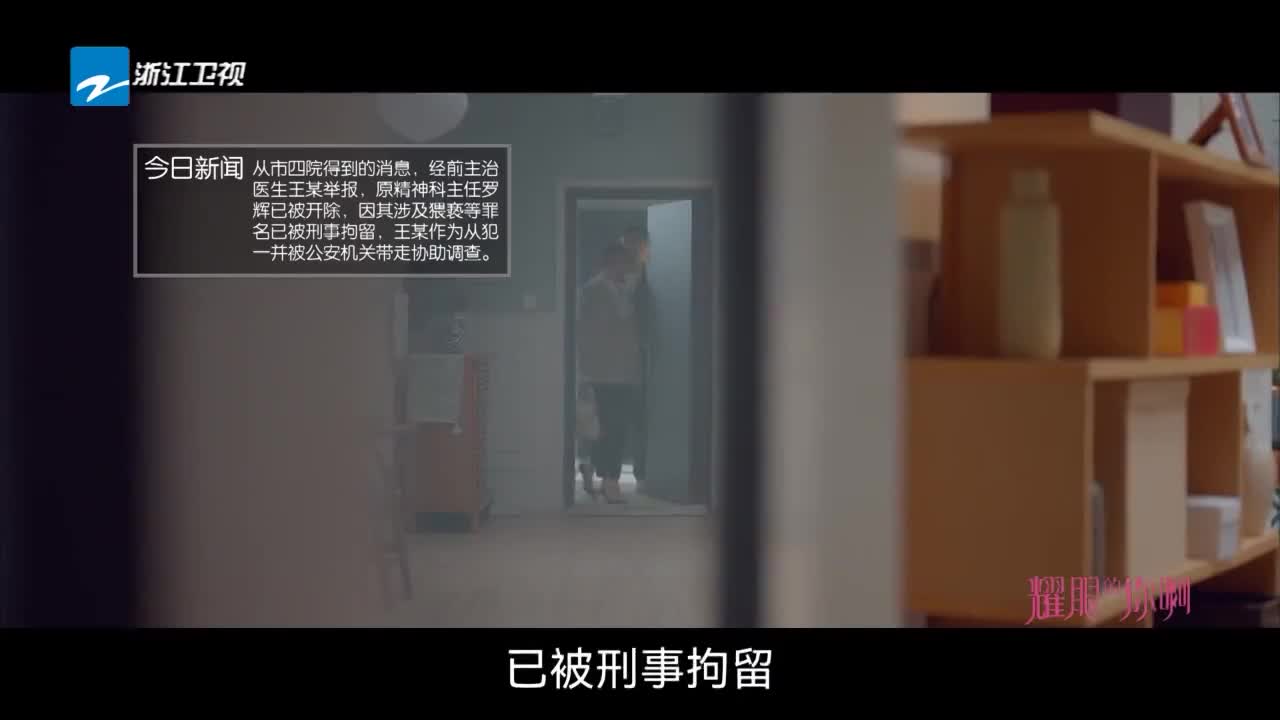 浙江卫视
今日新闻
从市四院得到的消息，经前主治
医生王某举报，原精神科主任罗
辉已被开除，因其涉及猥亵等罪
名已被刑事拘留，王某作为从犯
一并被公安机关带走协助调查。
耀眼的你啊
已被刑事拘留